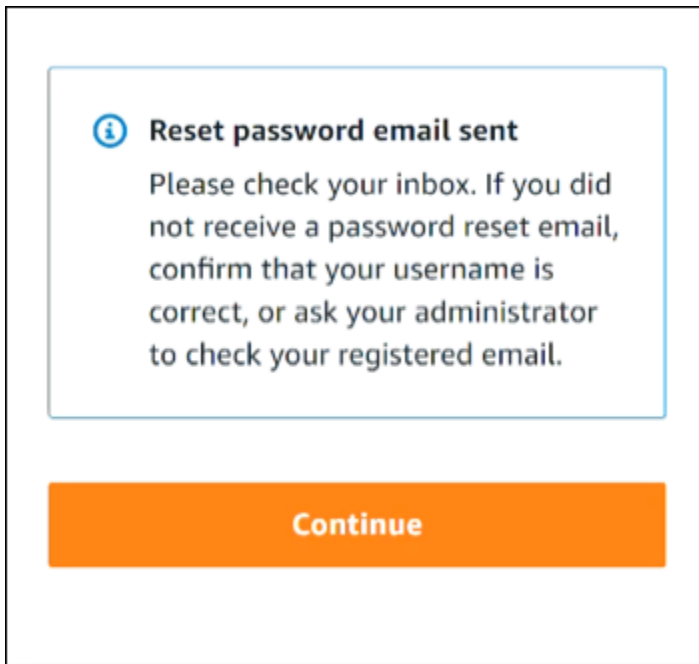 Reset password email sent
Please check your inbox. If you did
not receive a password reset email,
confirm that your username is
correct, or ask your administrator
to check your registered email.
Continue